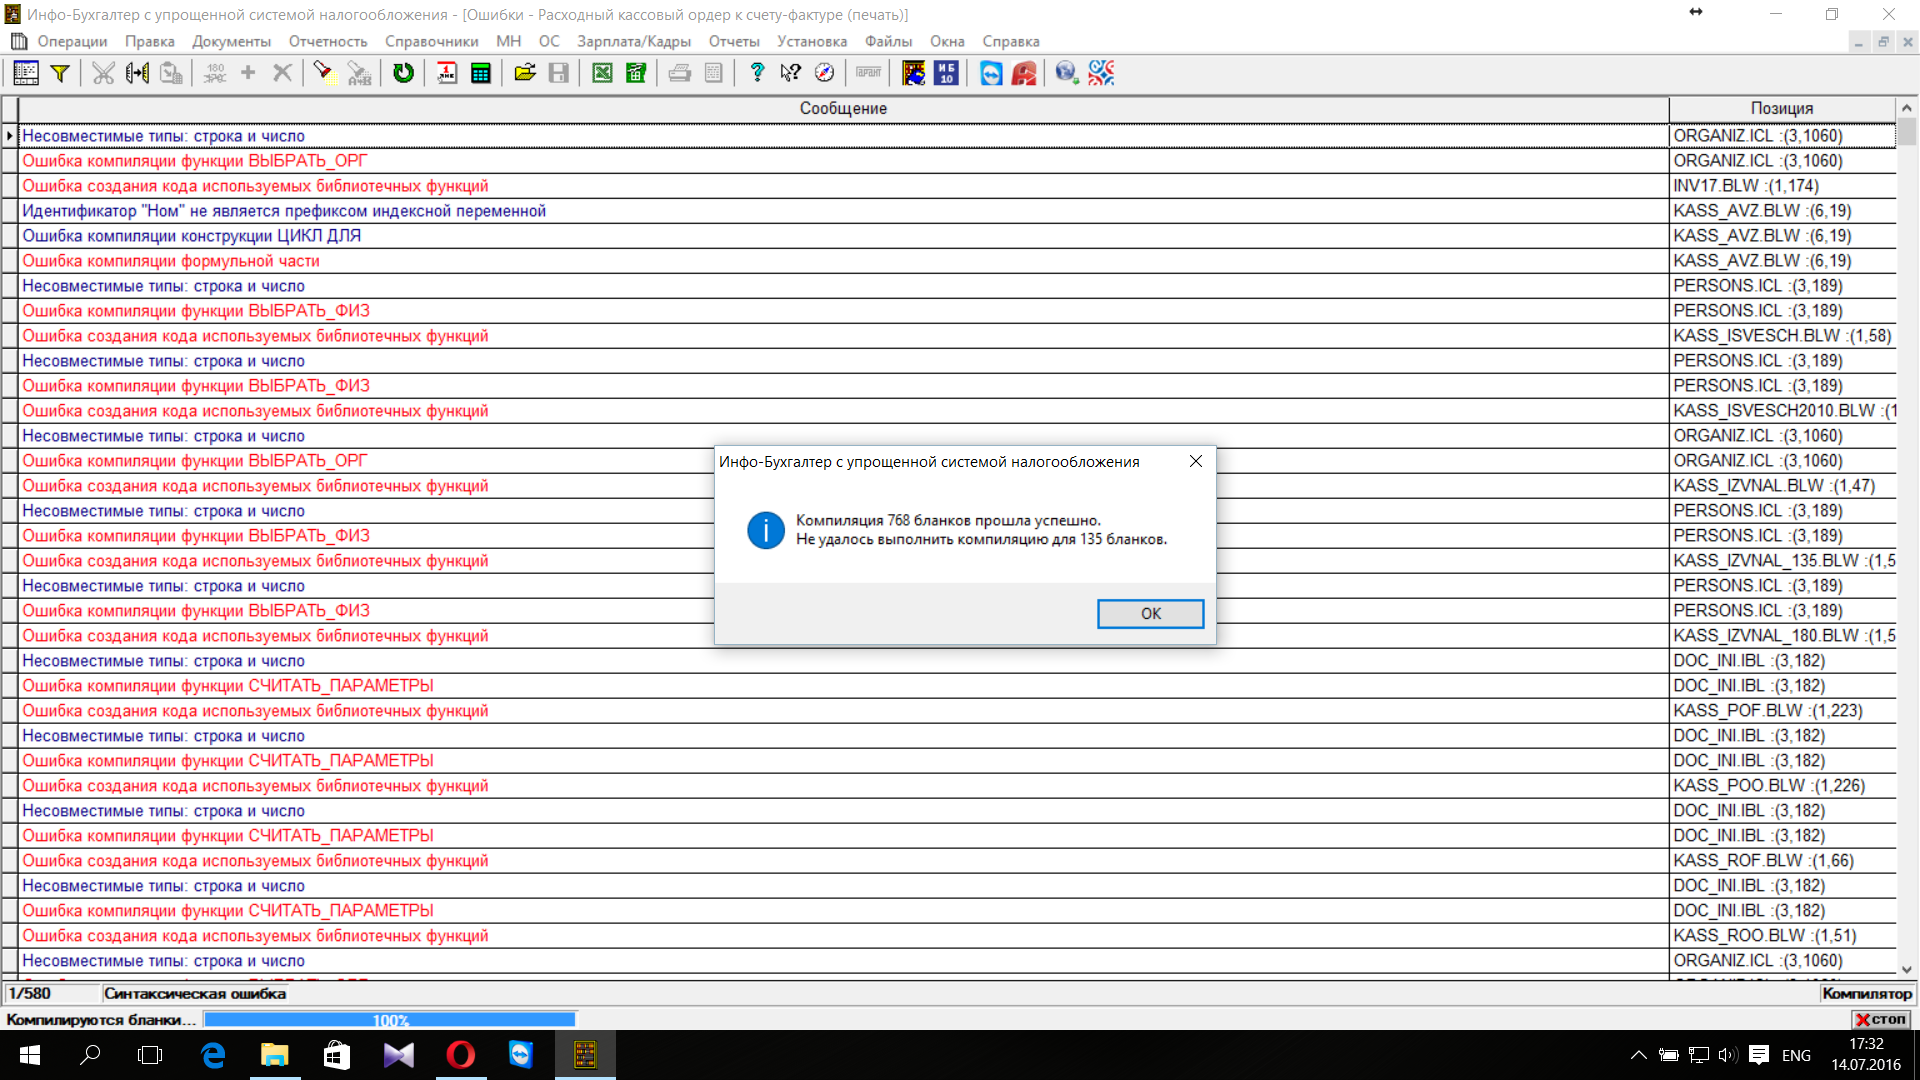 Инфо-Бухгалтер с упрощенной системой налогообложения - [Ошибки - Расходный кассовый ордер к счету-фактуре (печать)]
Операции Правка Документы Отчетность Справочники МН ОС Зарплата/Кадры Отчеты Установка Файлы Окна Справка
Сообщение Позиция
Несовместимые типы: строка и число ORGANIZ.ICL :(3,1060)
Ошибка компиляции функции ВЫБРАТЬ_ОРГ ORGANIZ.ICL :(3,1060)
Ошибка создания кода используемых библиотечных функций INV17.BLW :(1,174)
Идентификатор "Ном" не является префиксом индексной переменной KASS_AVZ.BLW :(6,19)
Ошибка компиляции конструкции ЦИКЛ ДЛЯ KASS_AVZ.BLW :(6,19)
Ошибка компиляции формульной части KASS_AVZ.BLW :(6,19)
Несовместимые типы: строка и число PERSONS.ICL :(3,189)
Ошибка компиляции функции ВЫБРАТЬ_ФИЗ PERSONS.ICL :(3,189)
Ошибка создания кода используемых библиотечных функций KASS_ISVESCH.BLW :(1,58)
Несовместимые типы: строка и число PERSONS.ICL :(3,189)
Ошибка компиляции функции ВЫБРАТЬ_ФИЗ PERSONS.ICL :(3,189)
Ошибка создания кода используемых библиотечных функций KASS_ISVESCH2010.BLW :(1
Несовместимые типы: строка и число ORGANIZ.ICL :(3,1060)
Ошибка компиляции функции ВЫБРАТЬ_ОРГ ORGANIZ.ICL :(3,1060)
Ошибка создания кода используемых библиотечных функций KASS_IZVNAL.BLW :(1,47)
Несовместимые типы: строка и число PERSONS.ICL :(3,189)
Ошибка компиляции функции ВЫБРАТЬ_ФИЗ PERSONS.ICL :(3,189)
Ошибка создания кода используемых библиотечных функций KASS_IZVNAL_135.BLW :(1,5
Несовместимые типы: строка и число PERSONS.ICL :(3,189)
Ошибка компиляции функции ВЫБРАТЬ_ФИЗ PERSONS.ICL :(3,189)
Ошибка создания кода используемых библиотечных функций KASS_IZVNAL_180.BLW :(1,5
Несовместимые типы: строка и число DOC_INI.IBL :(3,182)
Ошибка компиляции функции СЧИТАТЬ_ПАРАМЕТРЫ DOC_INI.IBL :(3,182)
Ошибка создания кода используемых библиотечных функций KASS_POF.BLW :(1,223)
Несовместимые типы: строка и число DOC_INI.IBL :(3,182)
Ошибка компиляции функции СЧИТАТЬ_ПАРАМЕТРЫ DOC_INI.IBL :(3,182)
Ошибка создания кода используемых библиотечных функций KASS_POO.BLW :(1,226)
Несовместимые типы: строка и число DOC_INI.IBL :(3,182)
Ошибка компиляции функции СЧИТАТЬ_ПАРАМЕТРЫ DOC_INI.IBL :(3,182)
Ошибка создания кода используемых библиотечных функций KASS_ROF.BLW :(1,66)
Несовместимые типы: строка и число DOC_INI.IBL :(3,182)
Ошибка компиляции функции СЧИТАТЬ_ПАРАМЕТРЫ DOC_INI.IBL :(3,182)
Ошибка создания кода используемых библиотечных функций KASS_ROO.BLW :(1,51)
Несовместимые типы: строка и число ORGANIZ.ICL :(3,1060)
Инфо-Бухгалтер с упрощенной системой налогообложения
Компиляция 768 бланков прошла успешно.
Не удалось выполнить компиляцию для 135 бланков.
OK
1/580 Синтаксическая ошибка Компилятор
Компилируются бланки... 100% стоп
ENG 17:32
14.07.2016